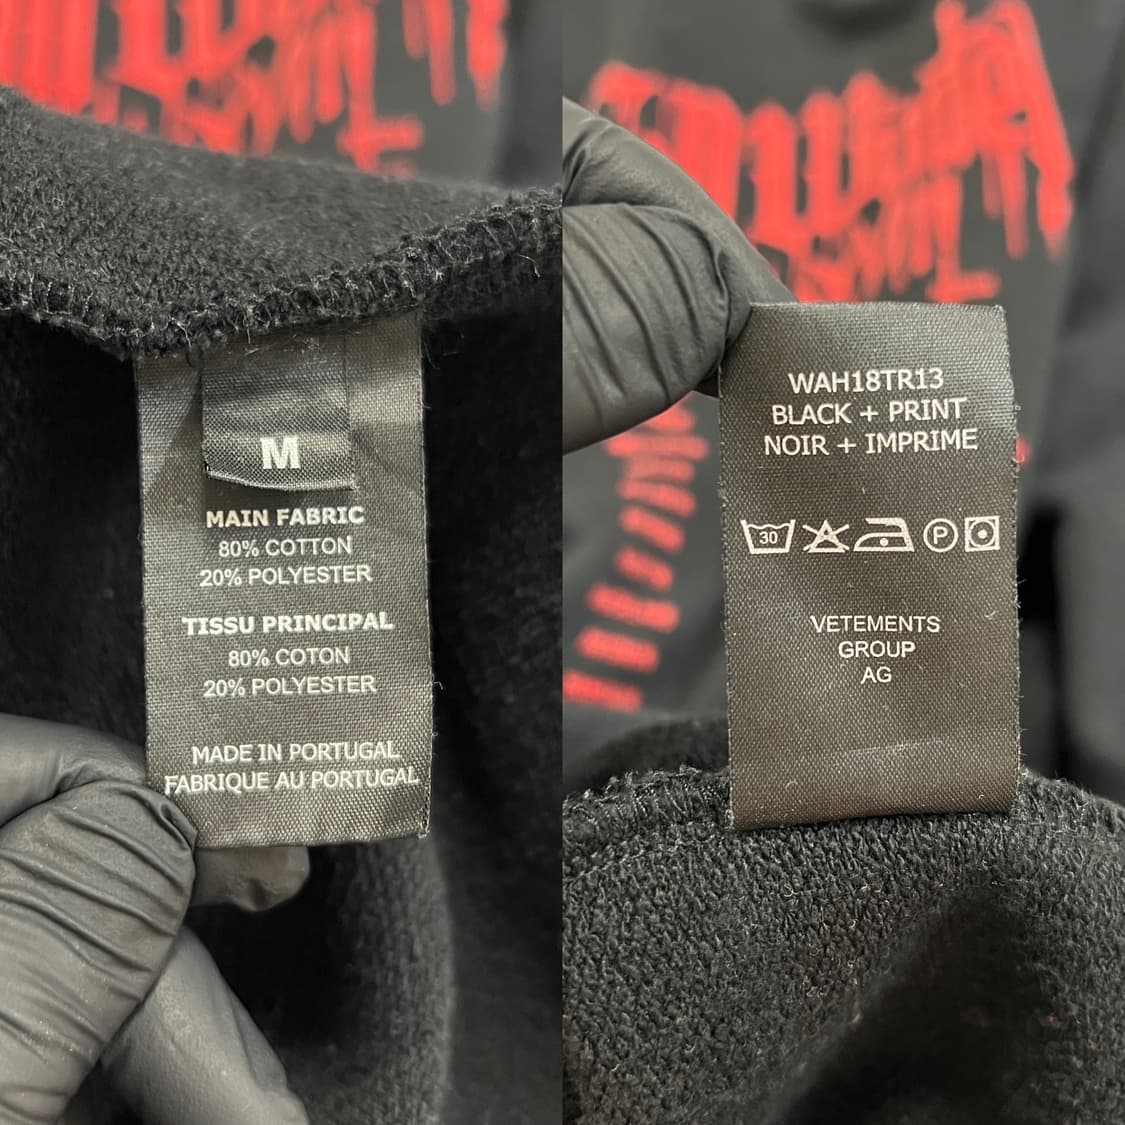 M
MAIN FABRIC
80% COTTON
20% POLYESTER
TISSU PRINCIPAL
80% COTON
20% POLYESTER
MADE IN PORTUGAL
FABRIQUE AU PORTUGAL
WAH18TR13
BLACK + PRINT
NOIR + IMPRIME
30
P
VETEMENTS
GROUP
AG